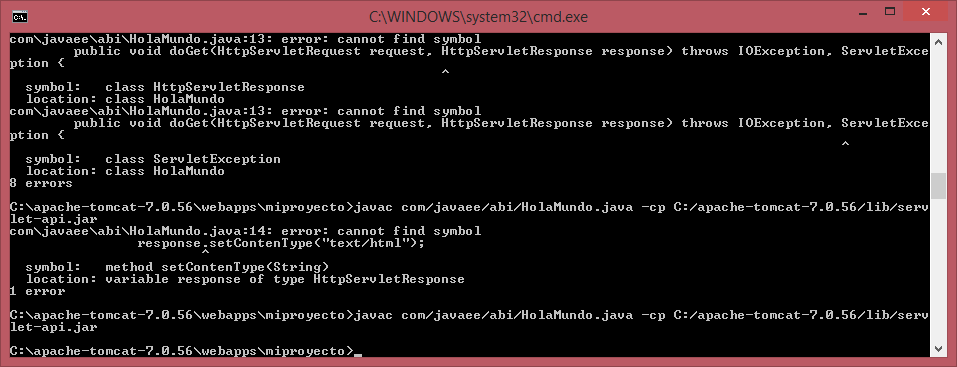 C:\WINDOWS\system32\cmd.exe
com\javaee\abi\HolaMundo.java:13: error: cannot find symbol
        public void doGet(HttpServletRequest request, HttpServletResponse response) throws IOException, ServletExce
ption {
                                                      ^
  symbol:   class HttpServletResponse
  location: class HolaMundo
com\javaee\abi\HolaMundo.java:13: error: cannot find symbol
        public void doGet(HttpServletRequest request, HttpServletResponse response) throws IOException, ServletExce
ption {
                                                                                                        ^
  symbol:   class ServletException
  location: class HolaMundo
8 errors
C:\apache-tomcat-7.0.56\webapps\miproyecto>javac com/javaee/abi/HolaMundo.java -cp C:/apache-tomcat-7.0.56/lib/serv
let-api.jar
com\javaee\abi\HolaMundo.java:14: error: cannot find symbol
                response.setContenType("text/html");
                        ^
  symbol:   method setContenType(String)
  location: variable response of type HttpServletResponse
1 error
C:\apache-tomcat-7.0.56\webapps\miproyecto>javac com/javaee/abi/HolaMundo.java -cp C:/apache-tomcat-7.0.56/lib/serv
let-api.jar
C:\apache-tomcat-7.0.56\webapps\miproyecto>_